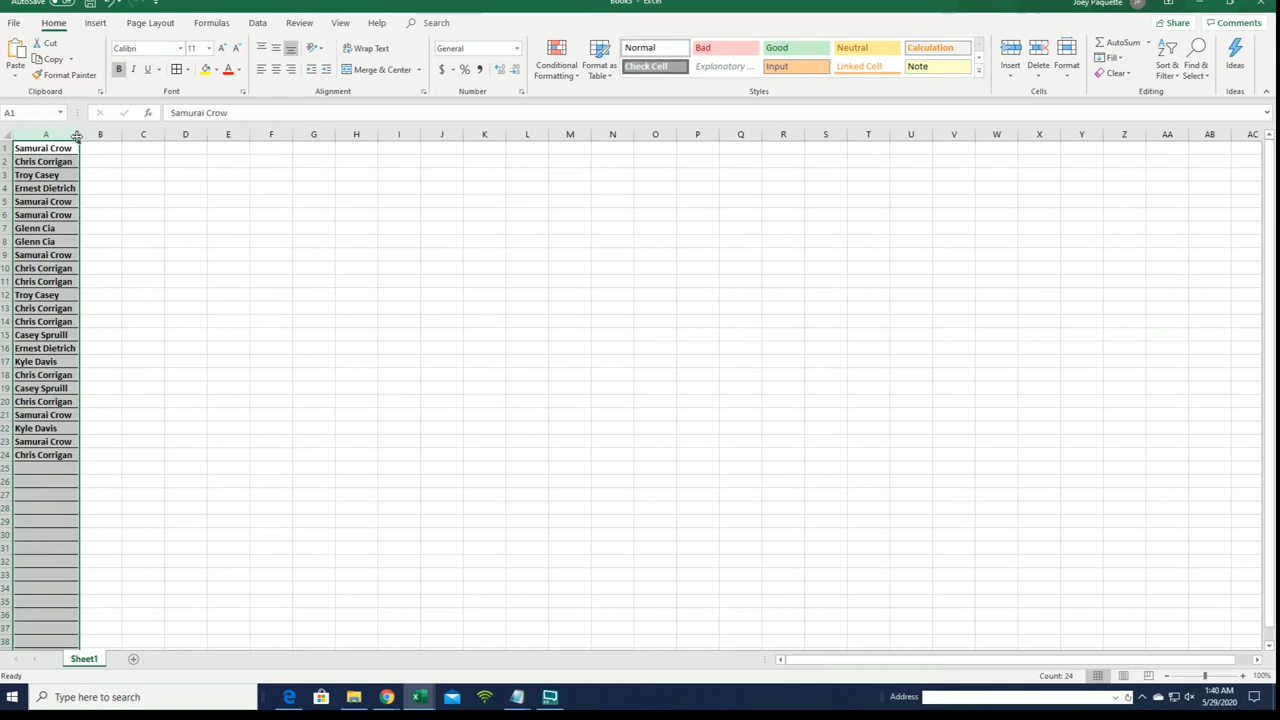 AutoSave Off Book5 - Excel Joey Paquette JP
File Home Insert Page Layout Formulas Data Review View Help Search Share Comments
Paste Cut Copy Format Painter
Calibri 11 A A B I U A
Wrap Text Merge & Center
General $ % ,
Conditional Formatting Format as Table
Normal Bad Good Neutral Calculation
Check Cell Explanatory ... Input Linked Cell Note
Insert Delete Format
AutoSum Fill Clear
Sort & Filter Find & Select Ideas
Clipboard Font Alignment Number Styles Cells Editing Ideas
A1 fx Samurai Crow
A B C D E F G H I K L M N O P Q R S T U V W X Y Z AA AB AC
1 Samurai Crow
2 Chris Corrigan
3 Troy Casey
4 Ernest Dietrich
5 Samurai Crow
6 Samurai Crow
7 Glenn Cia
8 Glenn Cia
9 Samurai Crow
10 Chris Corrigan
11 Chris Corrigan
12 Troy Casey
13 Chris Corrigan
14 Chris Corrigan
15 Casey Spruill
16 Ernest Dietrich
17 Kyle Davis
18 Chris Corrigan
19 Casey Spruill
20 Chris Corrigan
21 Samurai Crow
22 Kyle Davis
23 Samurai Crow
24 Chris Corrigan
25
26
27
28
29
30
31
32
33
34
35
36
37
38
Sheet1
Ready Count: 24 100%
Type here to search Address 1:40 AM
5/29/2020